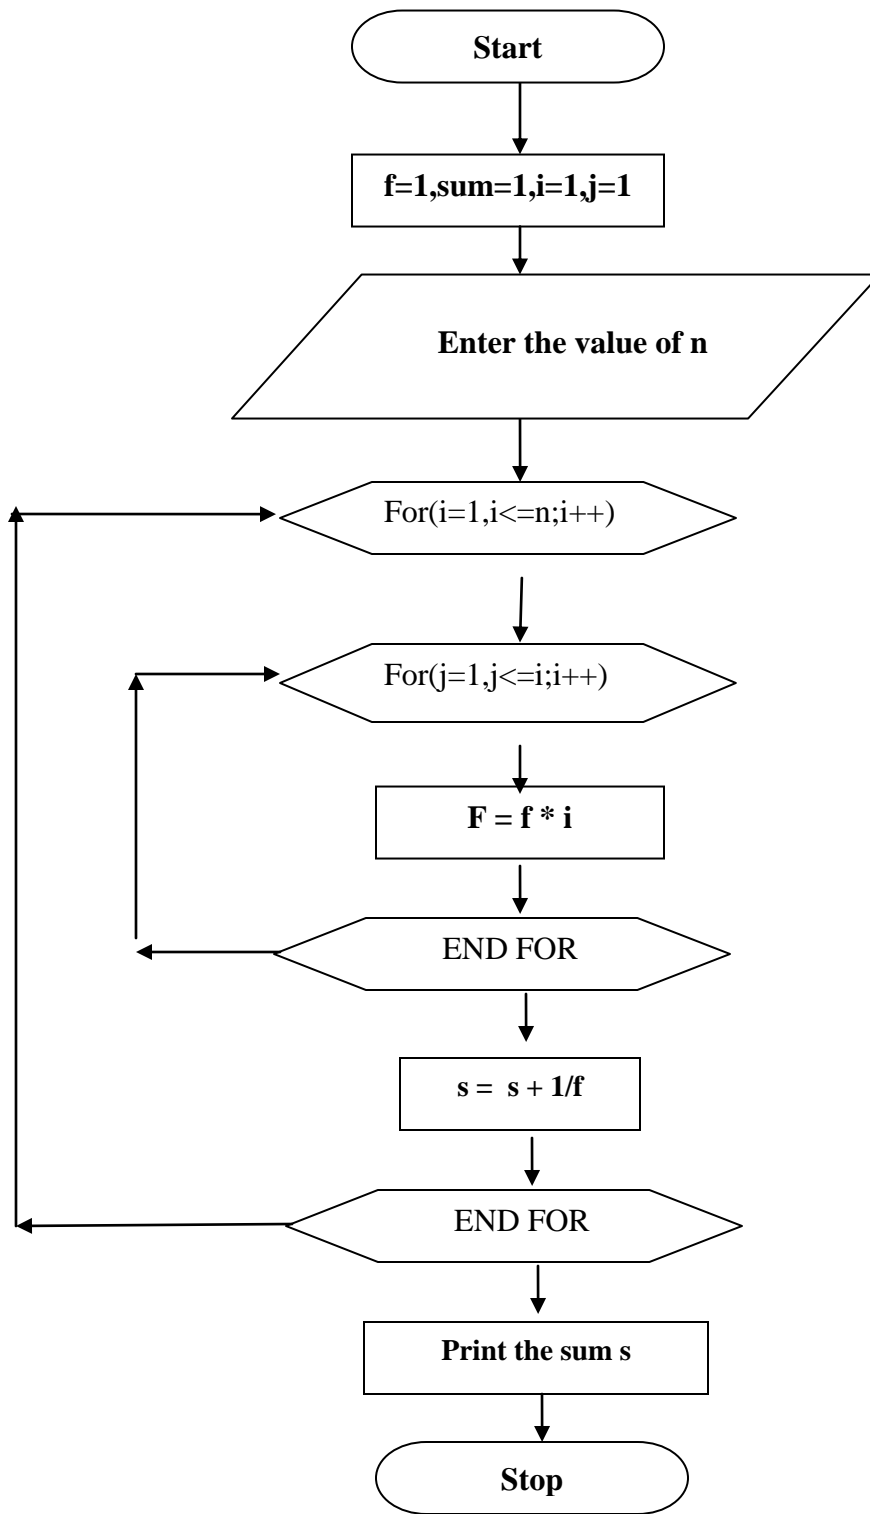 Start
f=1,sum=1,i=1,j=1
Enter the value of n
For(i=1,i<=n;i++)
For(j=1,j<=i;i++)
F = f * i
END FOR
s = s + 1/f
END FOR
Print the sum s
Stop